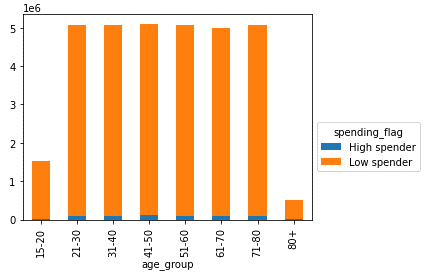 1e6
5
4
3
2
1
0
15-20
21-30
31-40
41-50
51-60
61-70
71-80
80+
age_group
spending_flag
High spender
Low spender